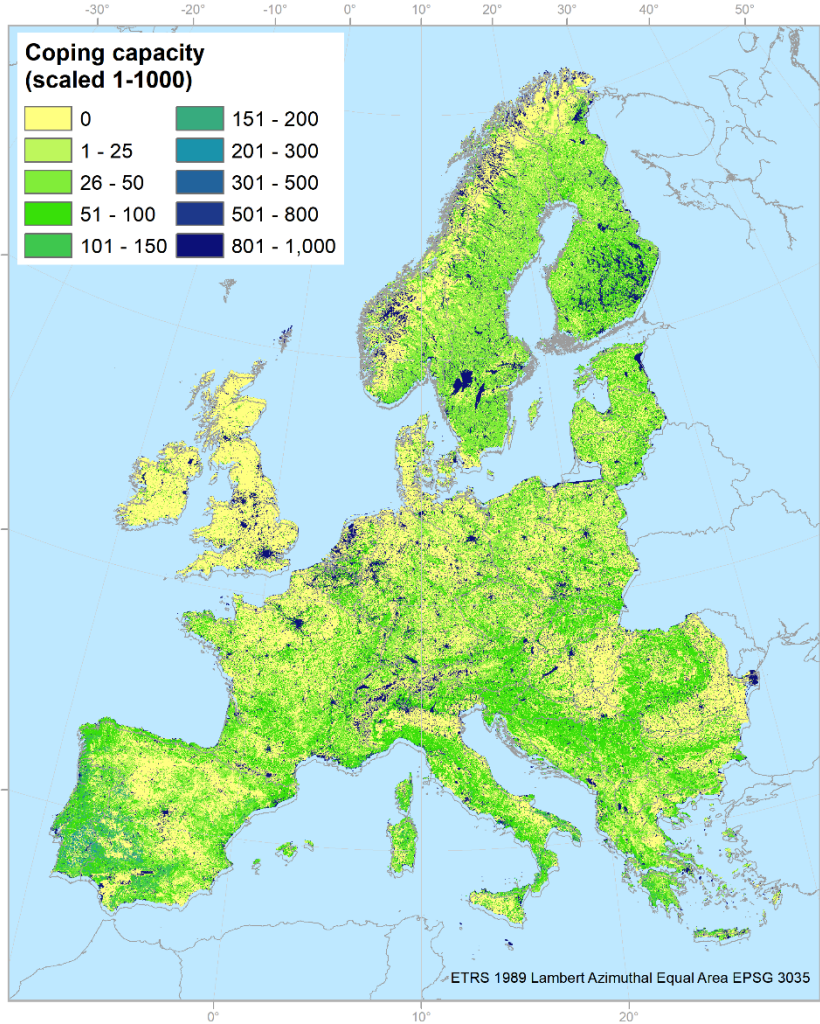 -30° -20° -10° 0° 10° 20° 30° 40° 50°
Coping capacity
(scaled 1-1000)
0
1 - 25
26 - 50
51 - 100
101 - 150
151 - 200
201 - 300
301 - 500
501 - 800
801 - 1,000
ETRS 1989 Lambert Azimuthal Equal Area EPSG 3035
0° 10° 20°